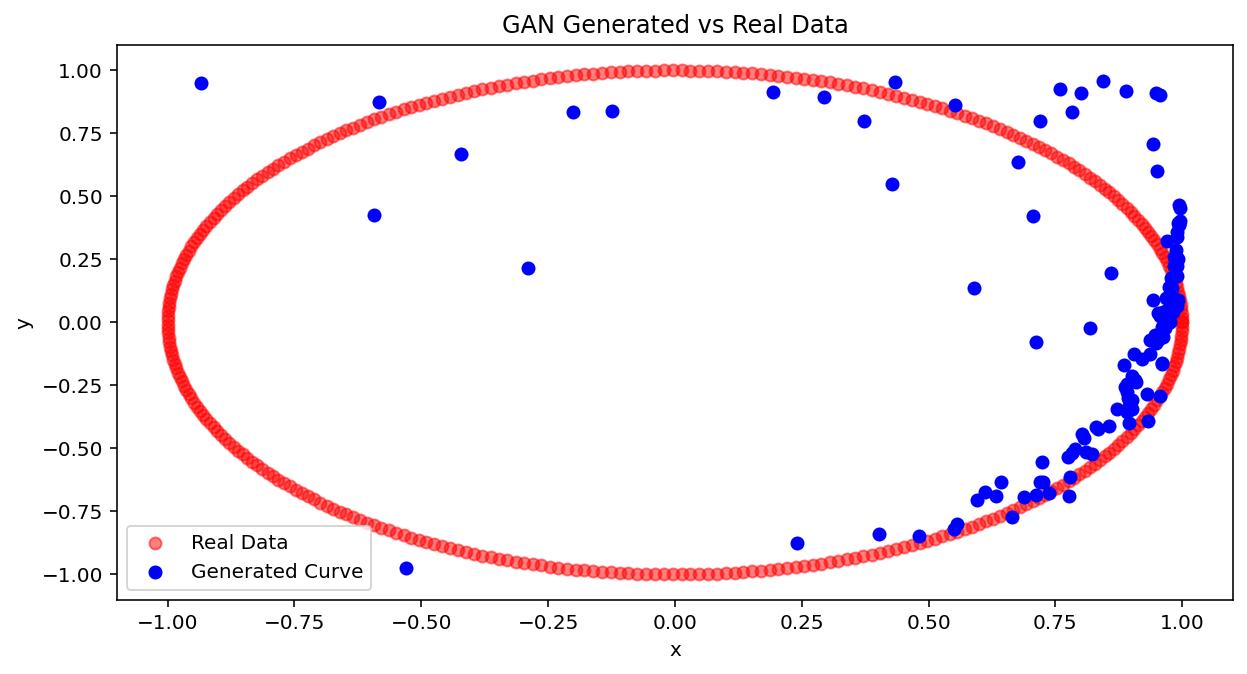 GAN Generated vs Real Data
1.00
0.75
0.50
0.25
0.00
−0.25
−0.50
−0.75
−1.00
y
Real Data
Generated Curve
−1.00 −0.75 −0.50 −0.25 0.00 0.25 0.50 0.75 1.00
x